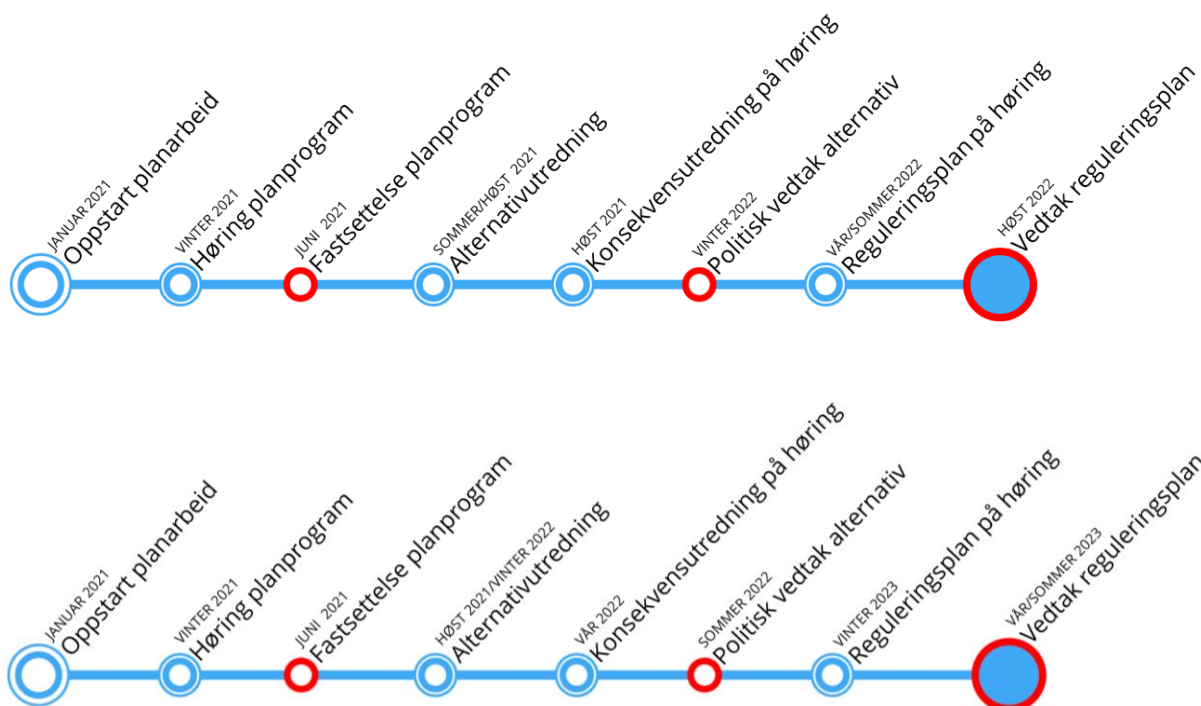 JANUAR 2021
Oppstart planarbeid
VINTER 2021
Høring planprogram
JUNI 2021
Fastsettelse planprogram
SOMMER/HØST 2021
Alternativutredning
HØST 2021
Konsekvensutredning på høring
VINTER 2022
Politisk vedtak alternativ
VÅR/SOMMER 2022
Reguleringsplan på høring
HØST 2022
Vedtak reguleringsplan
JANUAR 2021
Oppstart planarbeid
VINTER 2021
Høring planprogram
JUNI 2021
Fastsettelse planprogram
HØST 2021/VINTER 2022
Alternativutredning
VÅR 2022
Konsekvensutredning på høring
SOMMER 2022
Politisk vedtak alternativ
VINTER 2023
Reguleringsplan på høring
VÅR/SOMMER 2023
Vedtak reguleringsplan